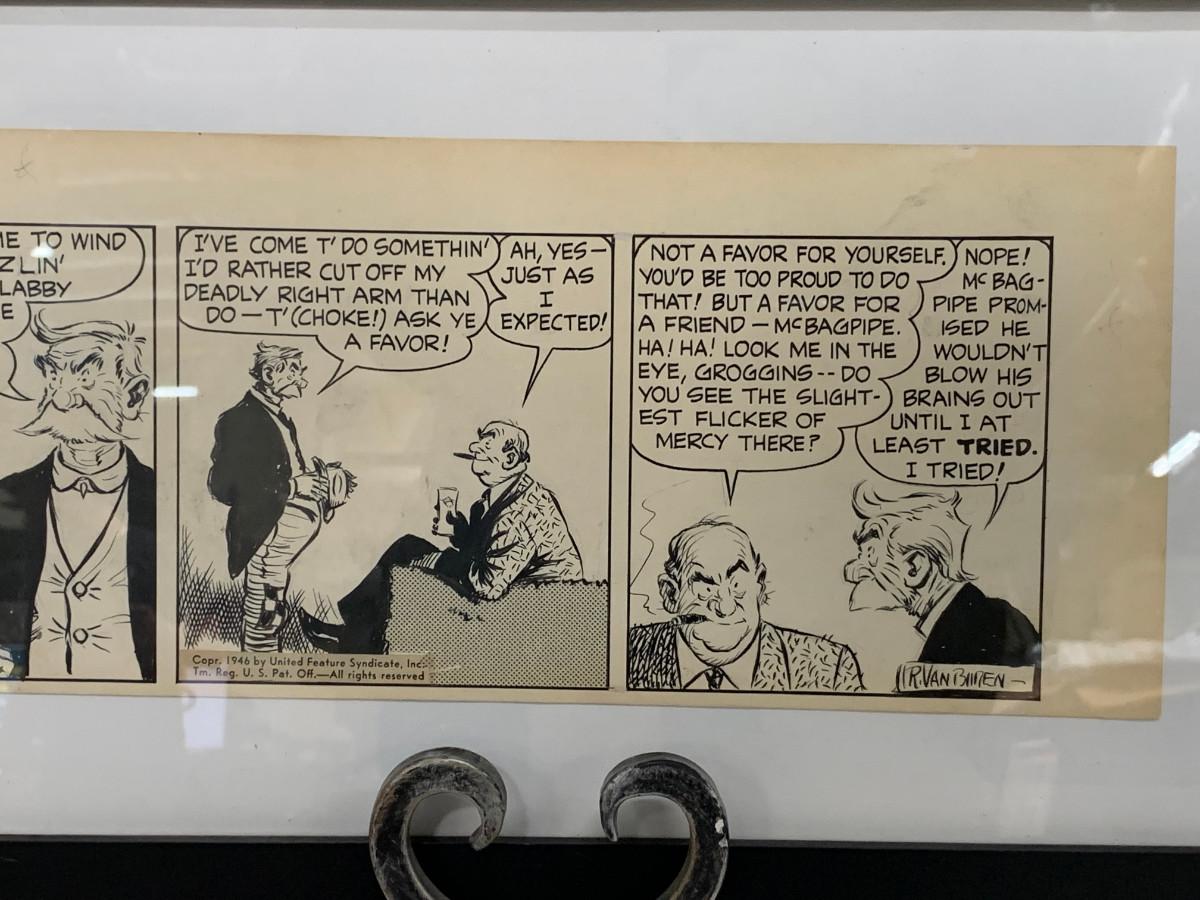 ME TO WIND
ZLIN'
LABBY
E
I'VE COME T' DO SOMETHIN'
I'D RATHER CUT OFF MY
DEADLY RIGHT ARM THAN
DO — T' (CHOKE!) ASK YE
A FAVOR!
AH, YES —
JUST AS
I
EXPECTED!
Copr. 1946 by United Feature Syndicate, Inc.
Tm. Reg. U. S. Pat. Off.—All rights reserved
NOT A FAVOR FOR YOURSELF.
YOU'D BE TOO PROUD TO DO
THAT! BUT A FAVOR FOR
A FRIEND — McBAGPIPE.
HA! HA! LOOK ME IN THE
EYE, GROGGINS -- DO
YOU SEE THE SLIGHT-
EST FLICKER OF
MERCY THERE?
NOPE!
McBAG-
PIPE PROM-
ISED HE
WOULDN'T
BLOW HIS
BRAINS OUT
UNTIL I AT
LEAST TRIED.
I TRIED!
R. VAN BUREN —